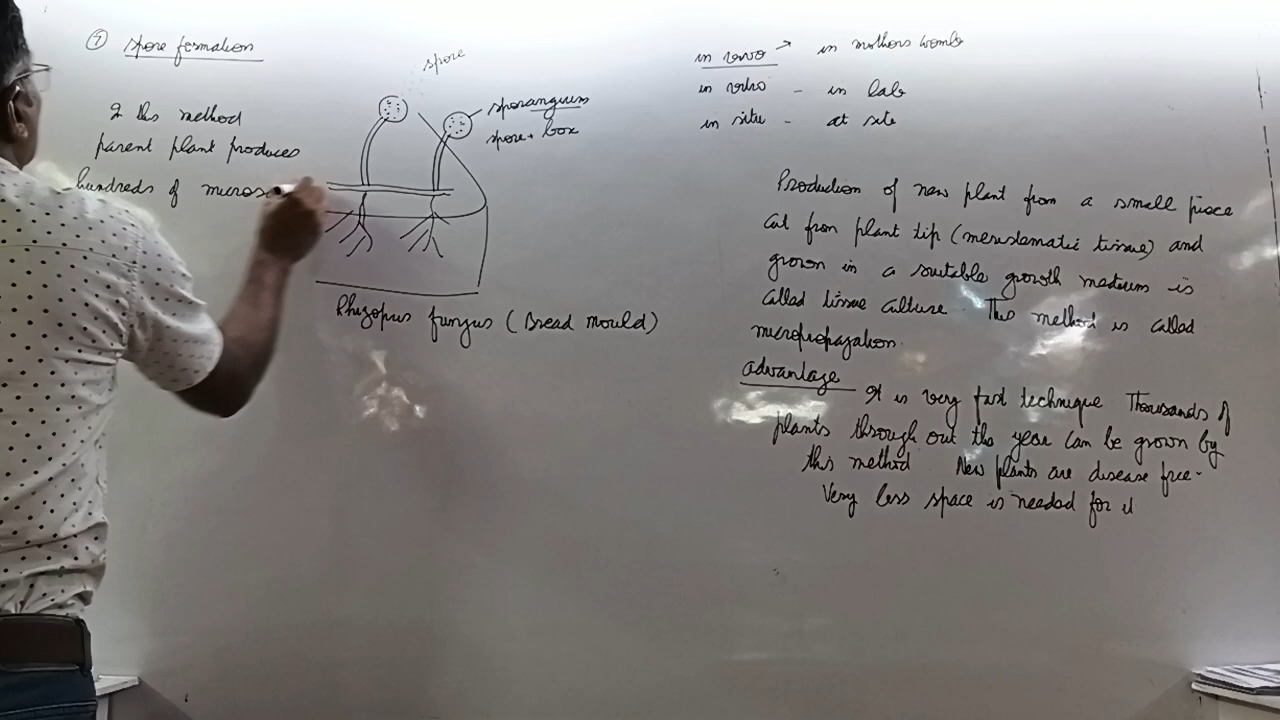 7 Spore formation
I this method
parent plant produces
hundreds of micros
spore
sporangium
spore + box
Rhizopus fungus (Bread Mould)
in vivo → in mothers womb
in vitro - in lab
in situ - at site
Production of new plant from a small piece
cut from plant tip (meristematic tissue) and
grown in a suitable growth medium is
called tissue culture This method is called
micropropagation.
advantage It is very fast technique Thousands of
plants through out the year can be grown by
this method New plants are disease free.
Very less space is needed for it